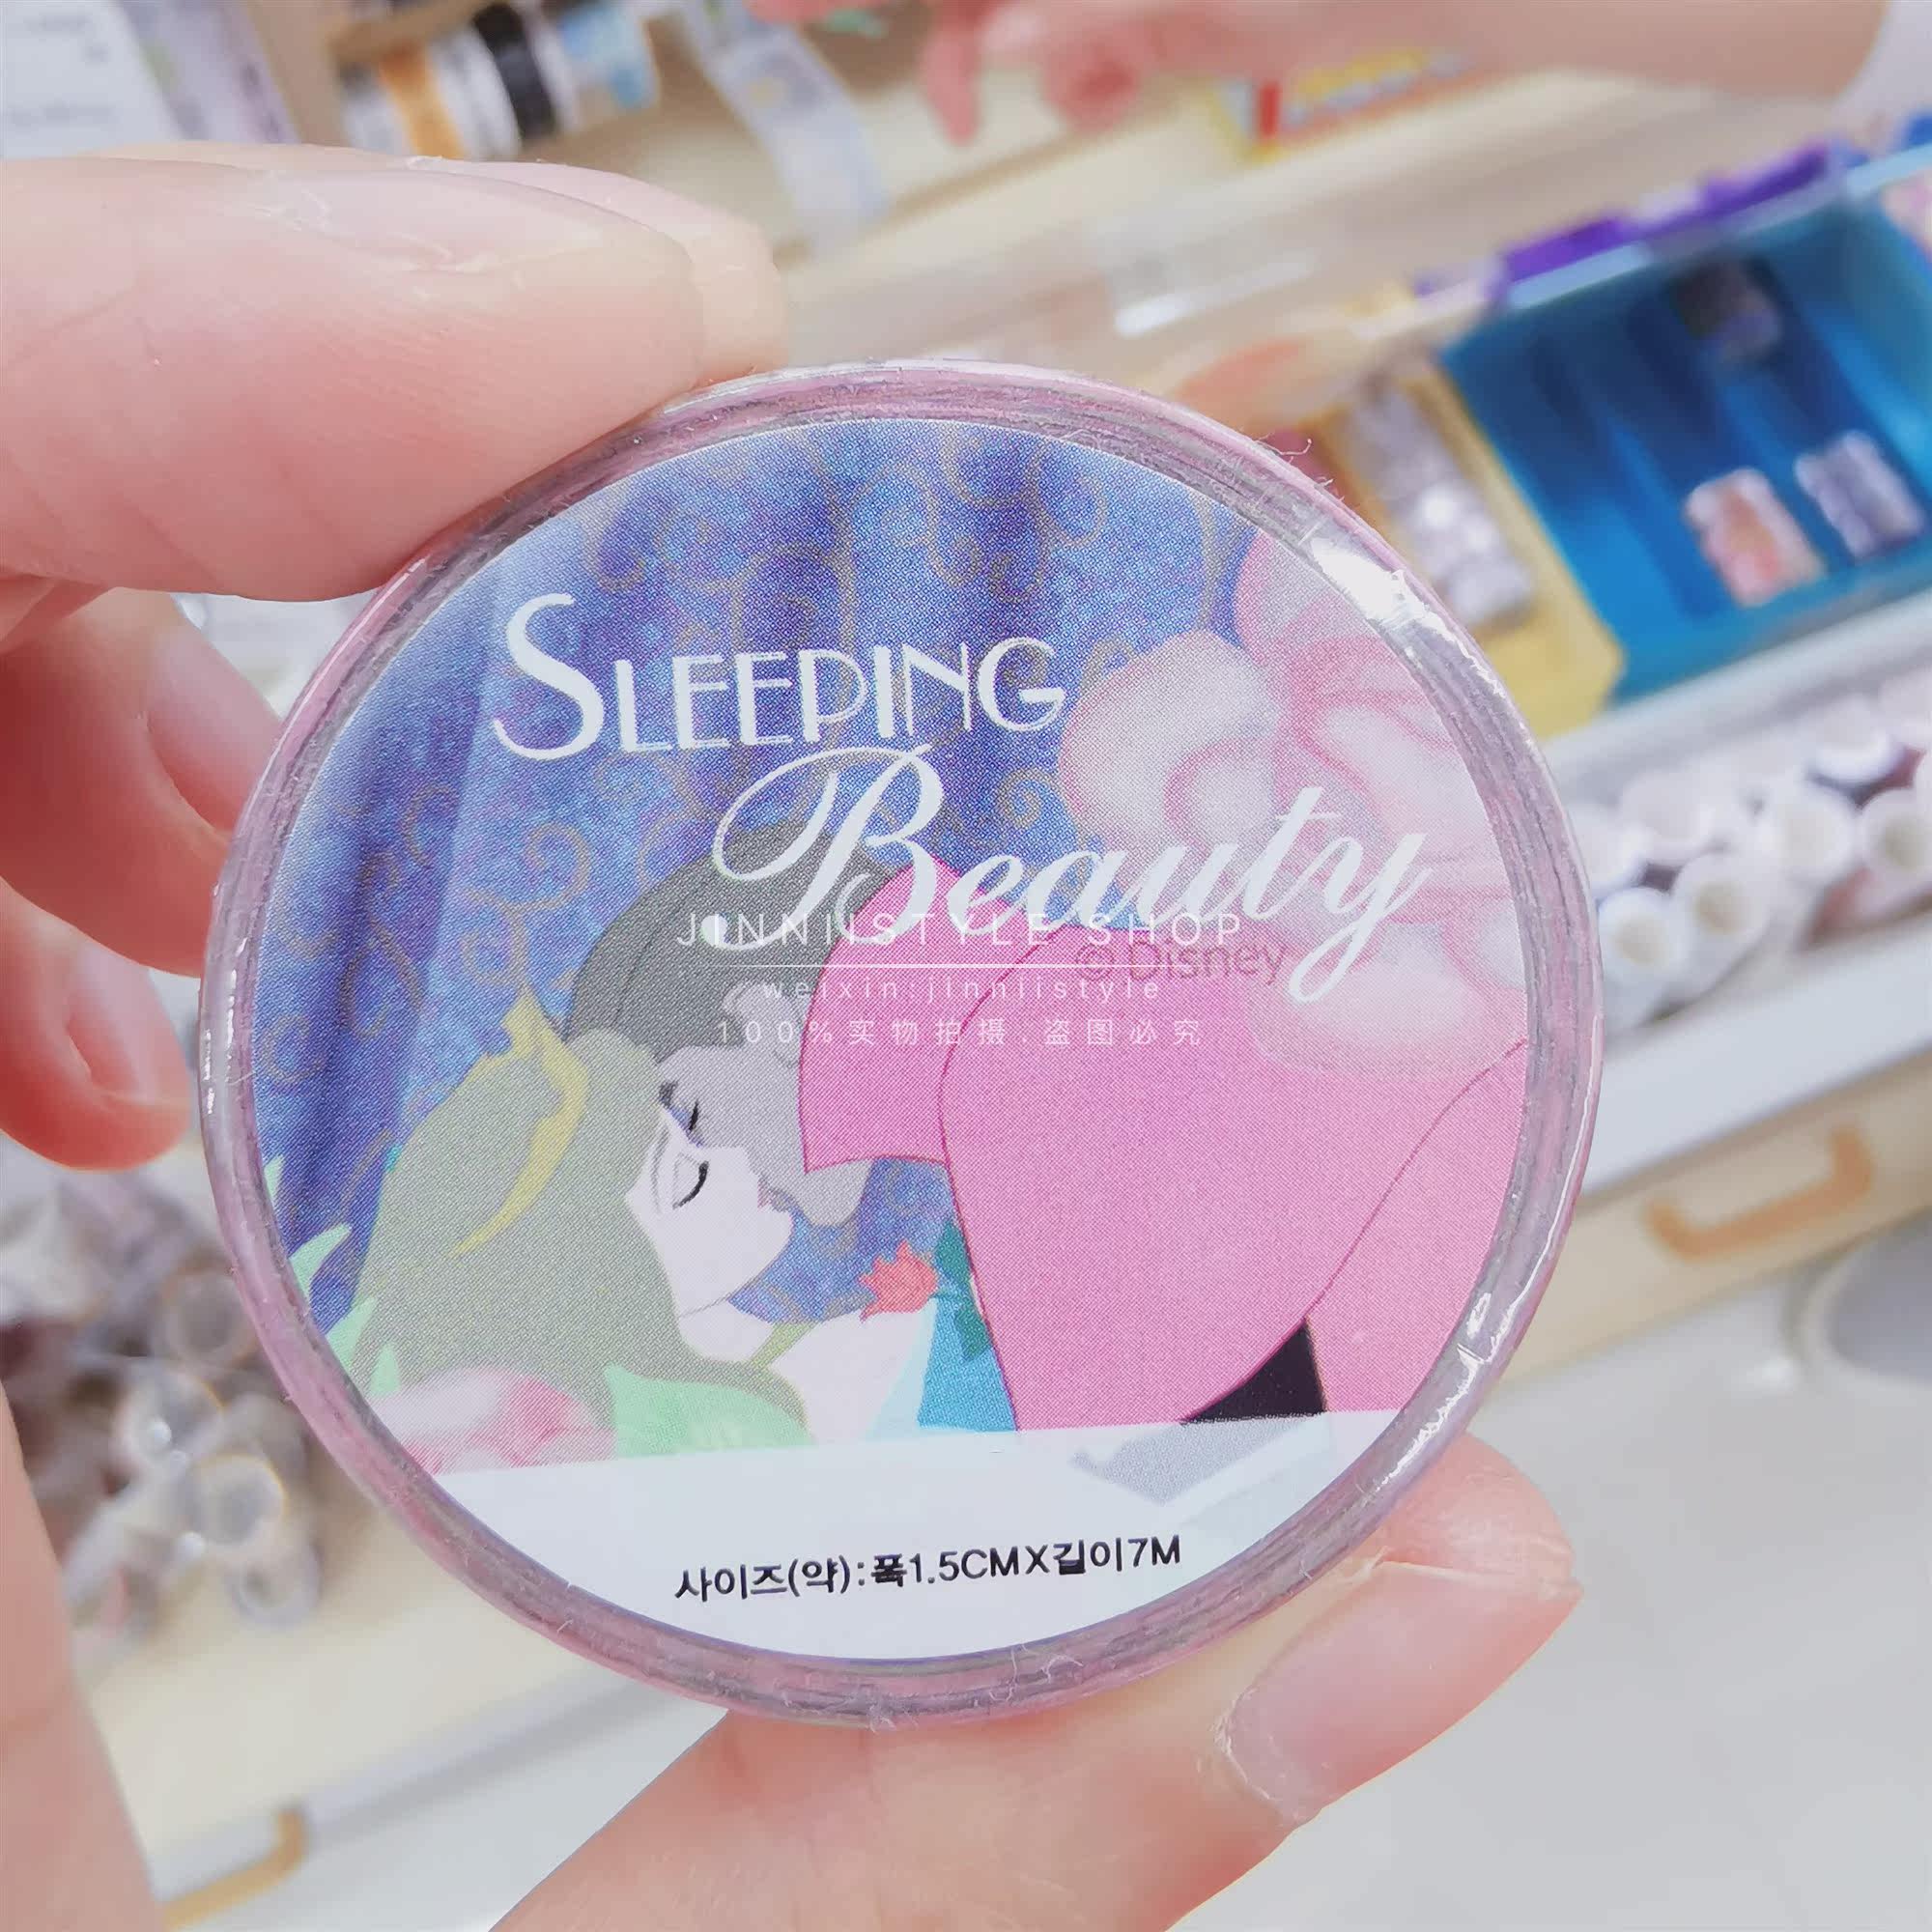 SLEEPING
Beauty
JINNIISTYLE SHOP
© Disney
weixin:jinniistyle
100%实物拍摄.盗图必究
사이즈(약):폭1.5CMX길이7M